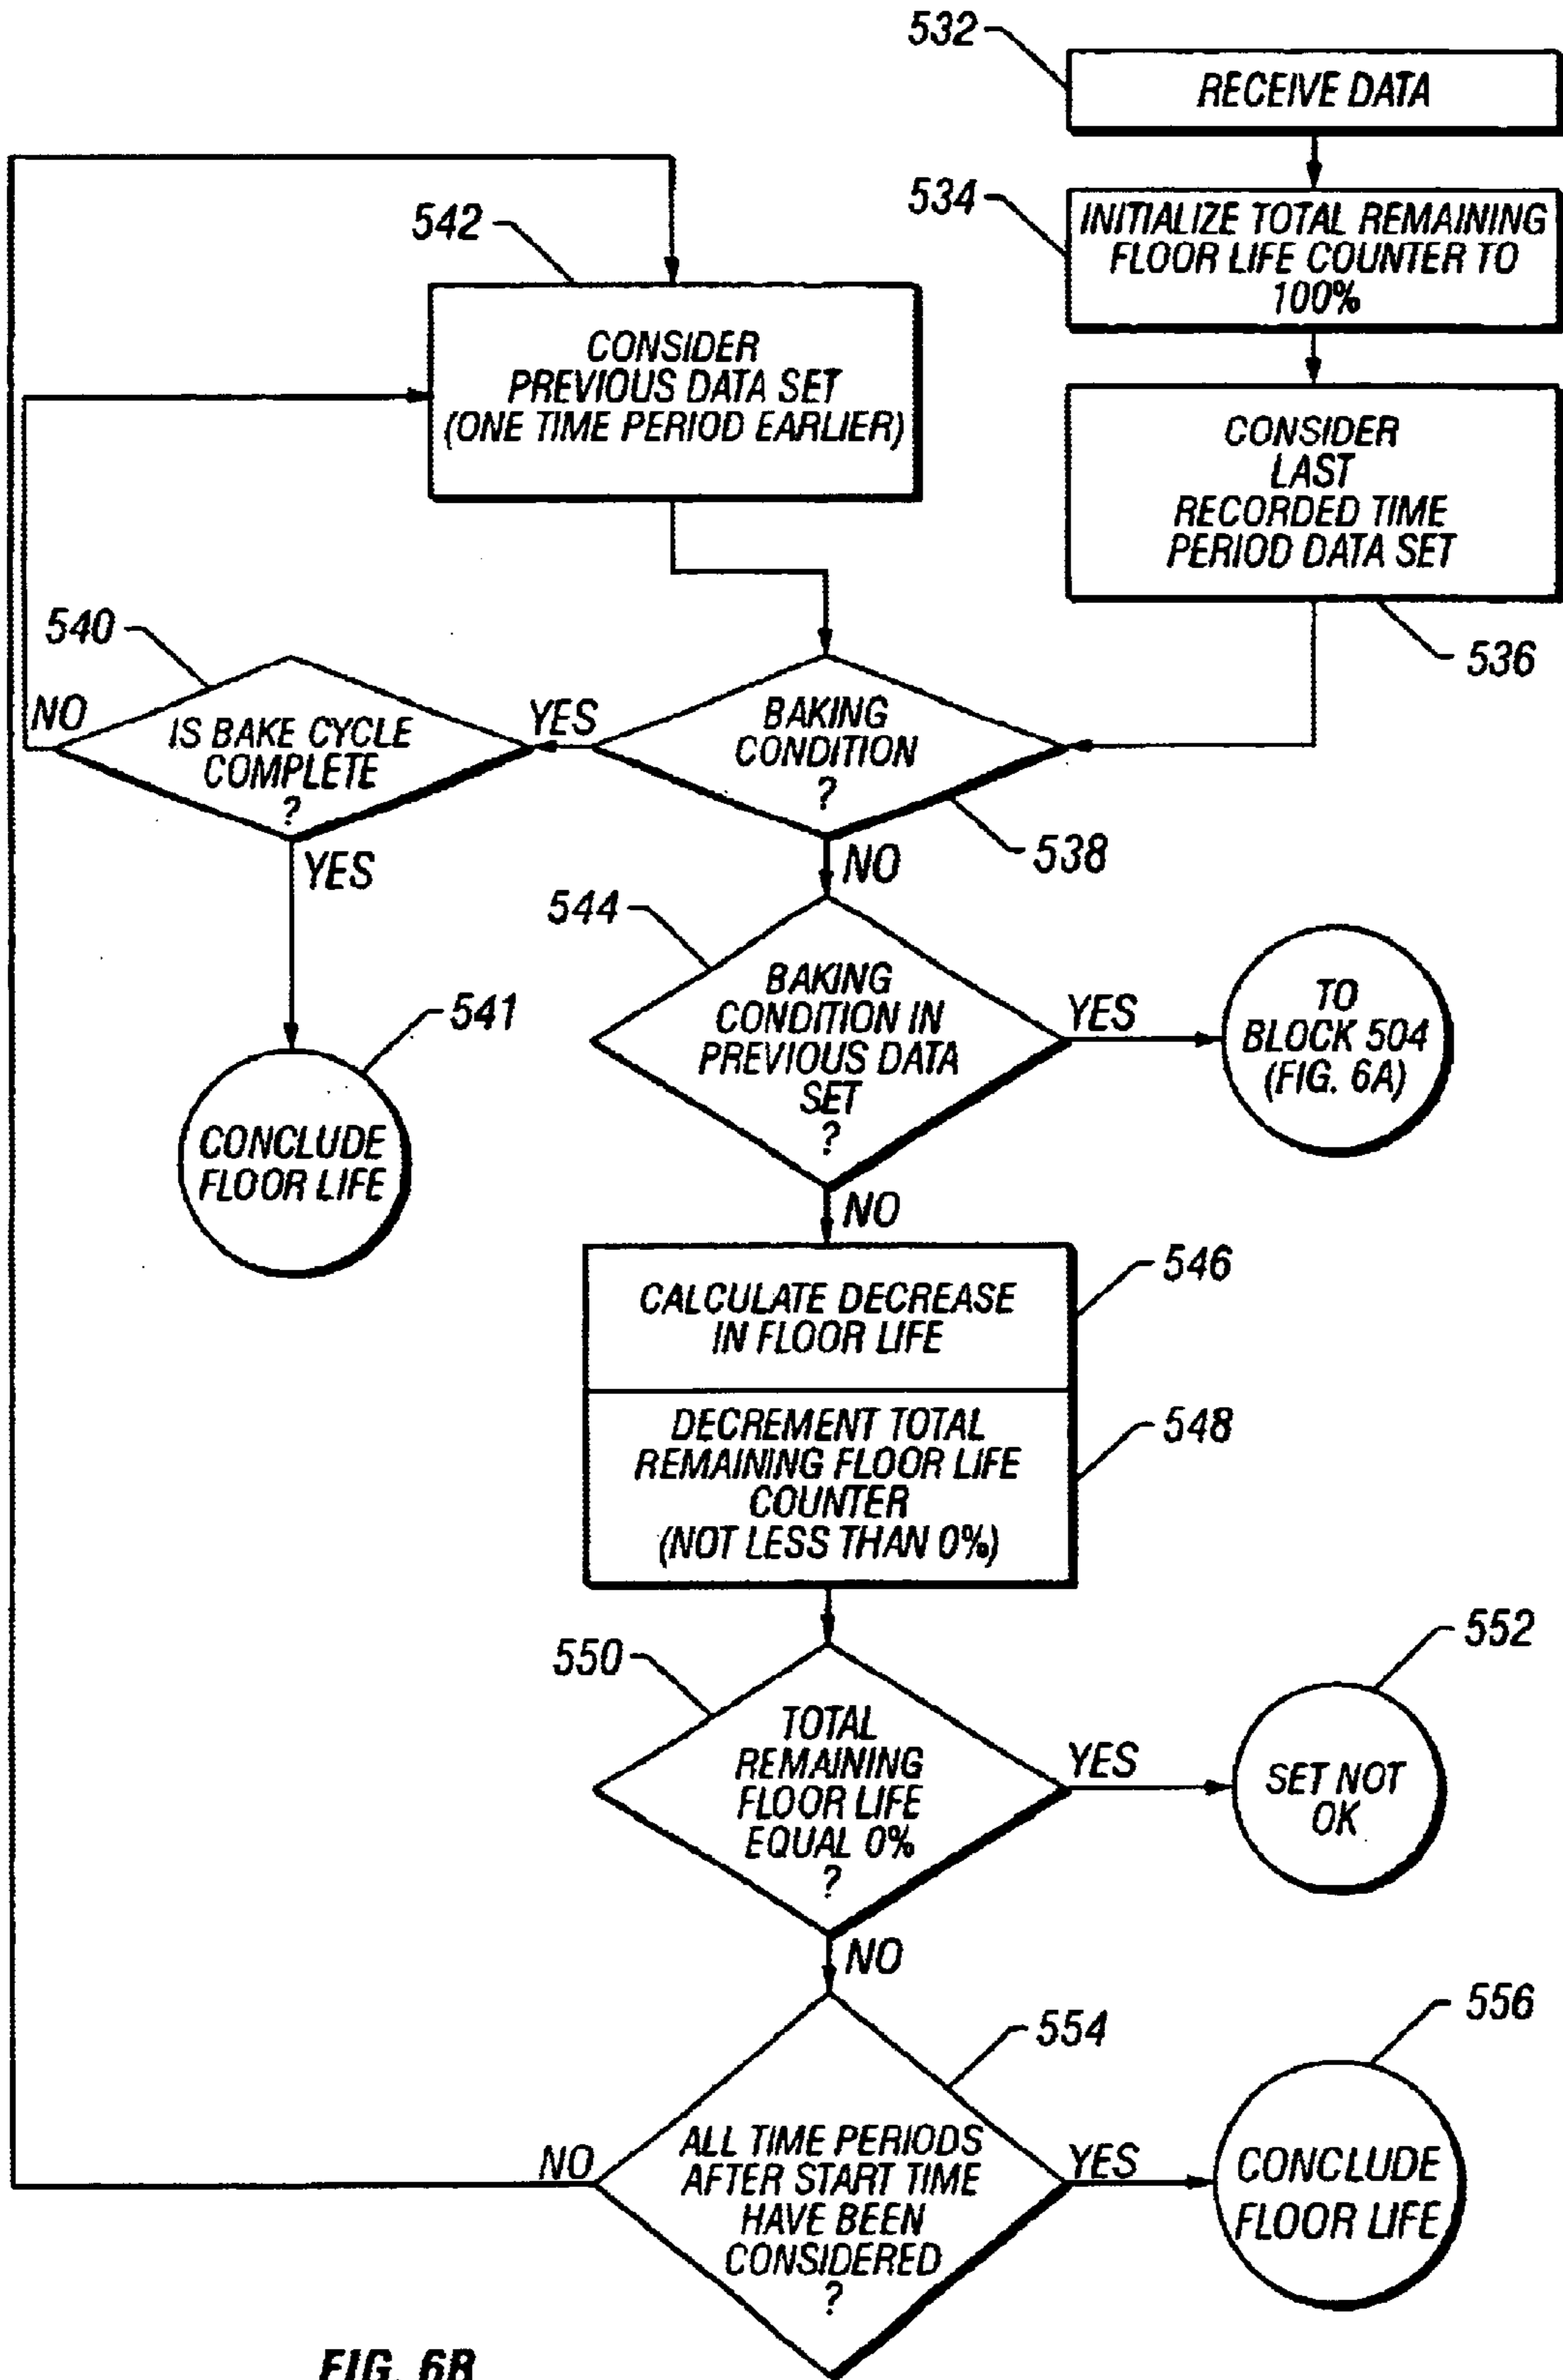 532
RECEIVE DATA
534
INITIALIZE TOTAL REMAINING
FLOOR LIFE COUNTER TO
100%
542
CONSIDER
PREVIOUS DATA SET
(ONE TIME PERIOD EARLIER)
CONSIDER
LAST
RECORDED TIME
PERIOD DATA SET
536
540
NO
IS BAKE CYCLE
COMPLETE
?
YES
BAKING
CONDITION
?
538
YES
NO
544
BAKING
CONDITION IN
PREVIOUS DATA
SET
?
YES
TO
BLOCK 504
(FIG. 6A)
541
CONCLUDE
FLOOR LIFE
NO
546
CALCULATE DECREASE
IN FLOOR LIFE
548
DECREMENT TOTAL
REMAINING FLOOR LIFE
COUNTER
(NOT LESS THAN 0%)
550
TOTAL
REMAINING
FLOOR LIFE
EQUAL 0%
?
YES
552
SET NOT
OK
NO
554
NO
ALL TIME PERIODS
AFTER START TIME
HAVE BEEN
CONSIDERED
?
YES
556
CONCLUDE
FLOOR LIFE
FIG. 6B